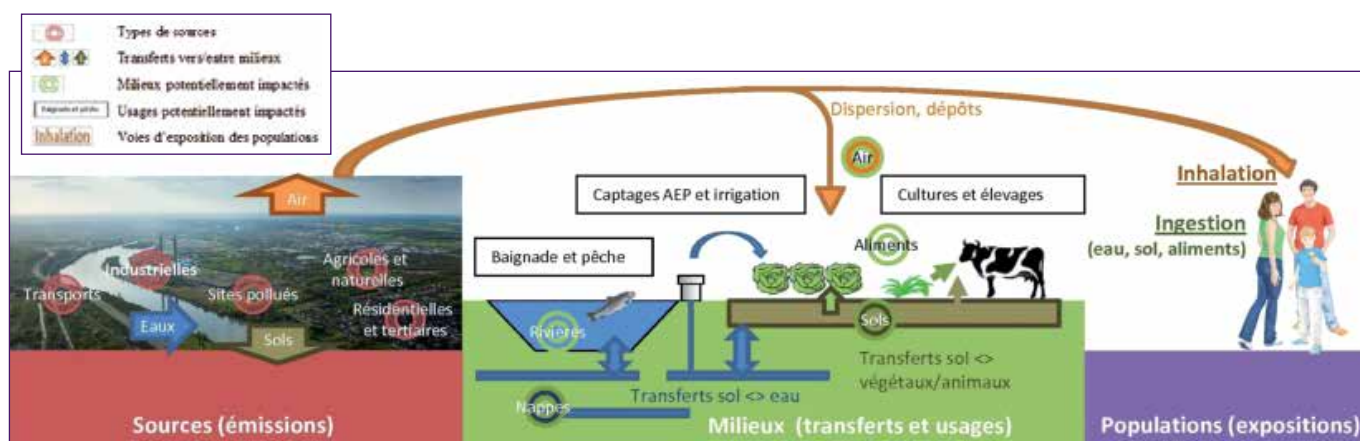 Types de sources
Transferts vers/entre milieux
Milieux potentiellement impactés
Baignade et pêche
Usages potentiellement impactés
Inhalation
Voies d'exposition des populations
Dispersion, dépôts
Air
Air
Inhalation
Captages AEP et irrigation
Cultures et élevages
Ingestion
(eau, sol, aliments)
Baignade et pêche
Aliments
Agricoles et
naturelles
Industrielles
Transports
Sites pollués
Résidentielles
et tertiaires
Eaux
Sols
Rivières
Sols
Transferts sol <>
végétaux/animaux
Transferts sol <> eau
Nappes
Sources (émissions)
Milieux (transferts et usages)
Populations (expositions)